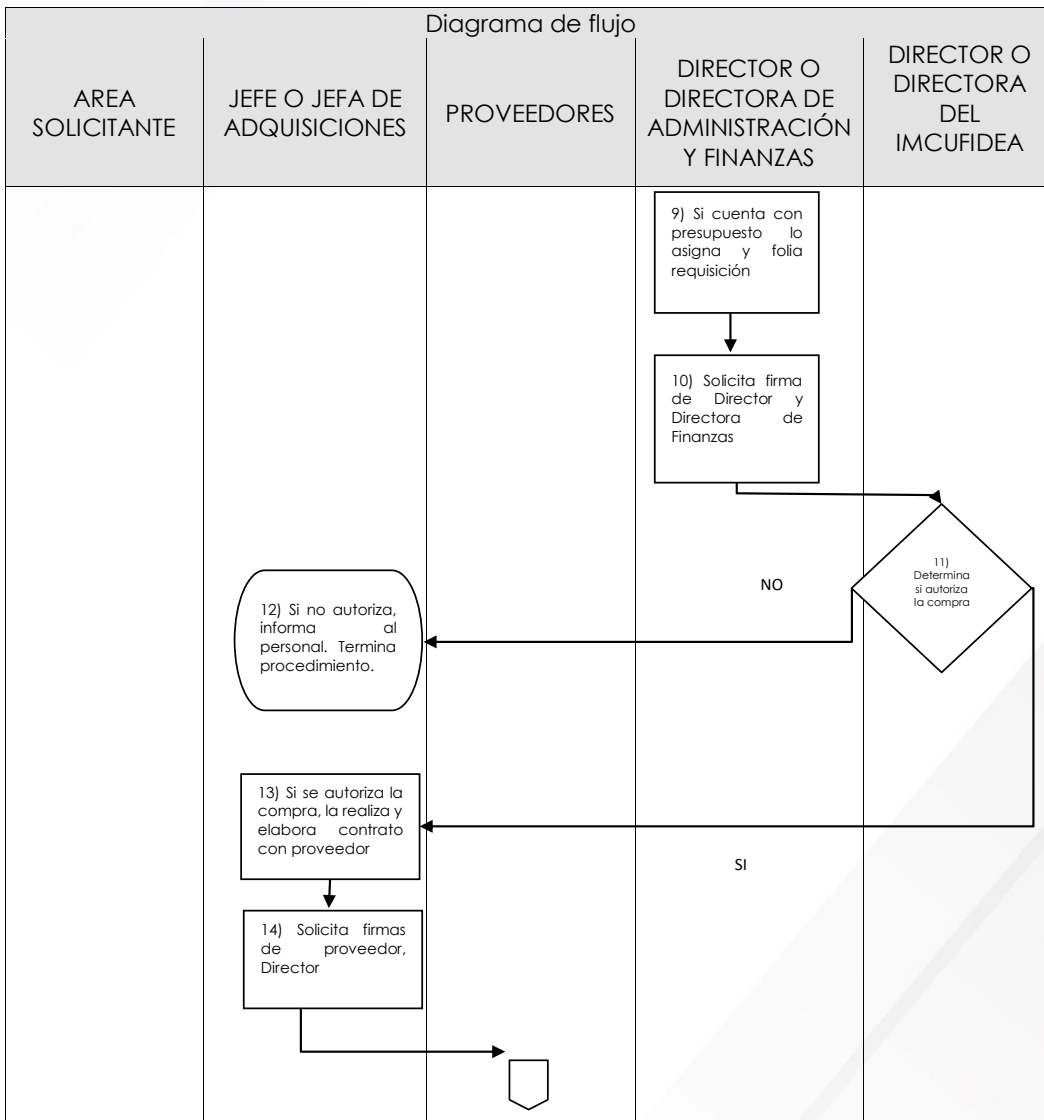 Diagrama de flujo
AREA
SOLICITANTE
JEFE O JEFA DE
ADQUISICIONES
PROVEEDORES
DIRECTOR O
DIRECTORA DE
ADMINISTRACIÓN
Y FINANZAS
DIRECTOR O
DIRECTORA
DEL
IMCUFIDEA
9) Si cuenta con
presupuesto lo
asigna y folia
requisición
10) Solicita firma
de Director y
Directora de
Finanzas
11)
Determina
si autoriza
la compra
NO
12) Si no autoriza,
informa al
personal. Termina
procedimiento.
13) Si se autoriza la
compra, la realiza y
elabora contrato
con proveedor
SI
14) Solicita firmas
de proveedor,
Director